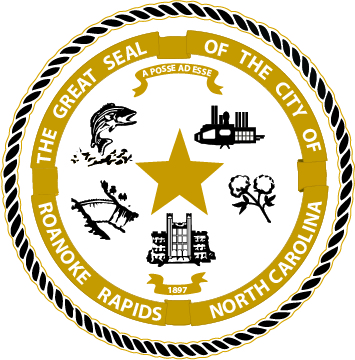 THE GREAT SEAL OF THE CITY OF
ROANOKE RAPIDS NORTH CAROLINA
A POSSE AD ESSE
1897